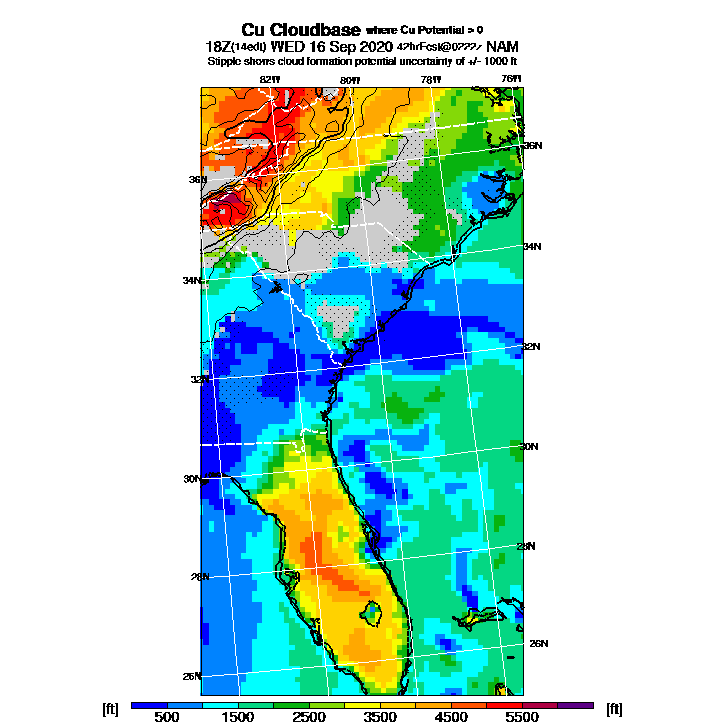 Cu Cloudbase where Cu Potential > 0
18Z(14edt) WED 16 Sep 2020 42hrFcst@0222z NAM
Stipple shows cloud formation potential uncertainty of +/- 1000 ft
82W 80W 78W 76W
36N
36N
34N
34N
32N
32N
30N
30N
28N
28N
26N
26N
[ft] 500 1500 2500 3500 4500 5500 [ft]